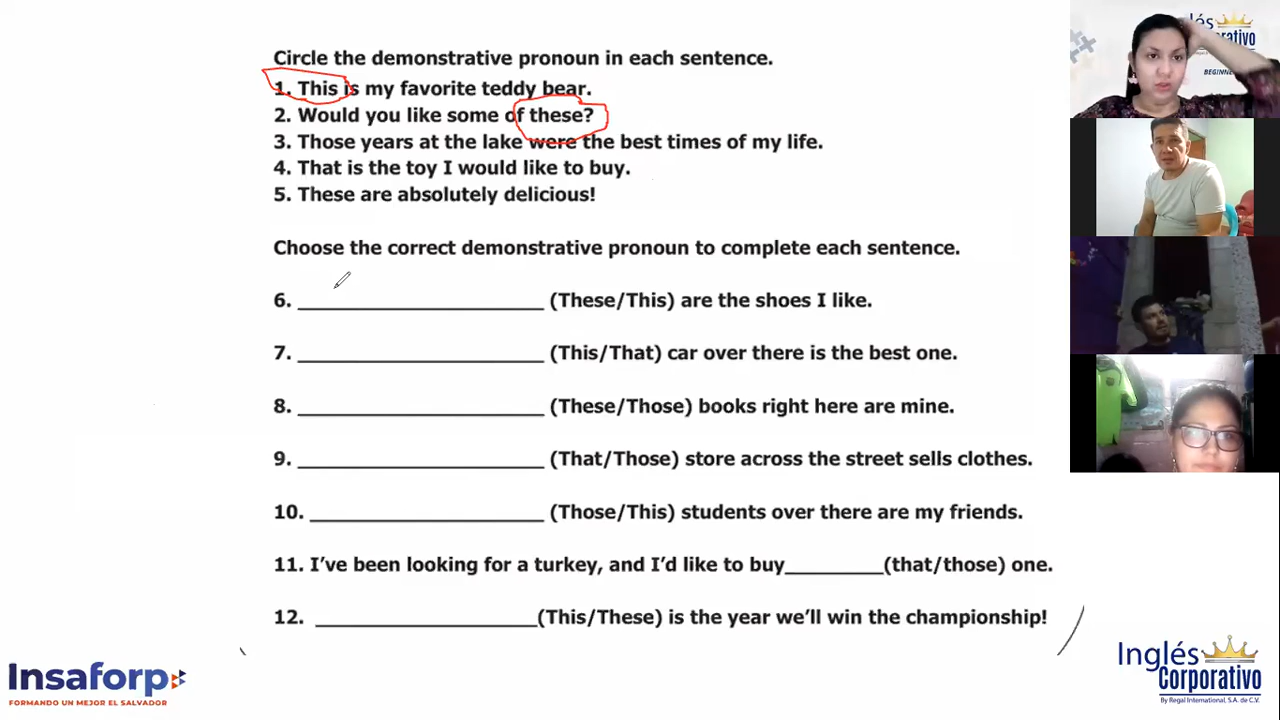 Circle the demonstrative pronoun in each sentence.
1. This is my favorite teddy bear.
2. Would you like some of these?
3. Those years at the lake were the best times of my life.
4. That is the toy I would like to buy.
5. These are absolutely delicious!
Choose the correct demonstrative pronoun to complete each sentence.
6. ______________________ (These/This) are the shoes I like.
7. ______________________ (This/That) car over there is the best one.
8. ______________________ (These/Those) books right here are mine.
9. ______________________ (That/Those) store across the street sells clothes.
10. _____________________ (Those/This) students over there are my friends.
11. I’ve been looking for a turkey, and I’d like to buy_________(that/those) one.
12. ____________________(This/These) is the year we’ll win the championship!
Insaforp
FORMANDO UN MEJOR EL SALVADOR
Inglés
Corporativo
By Regal International, S.A. de C.V.